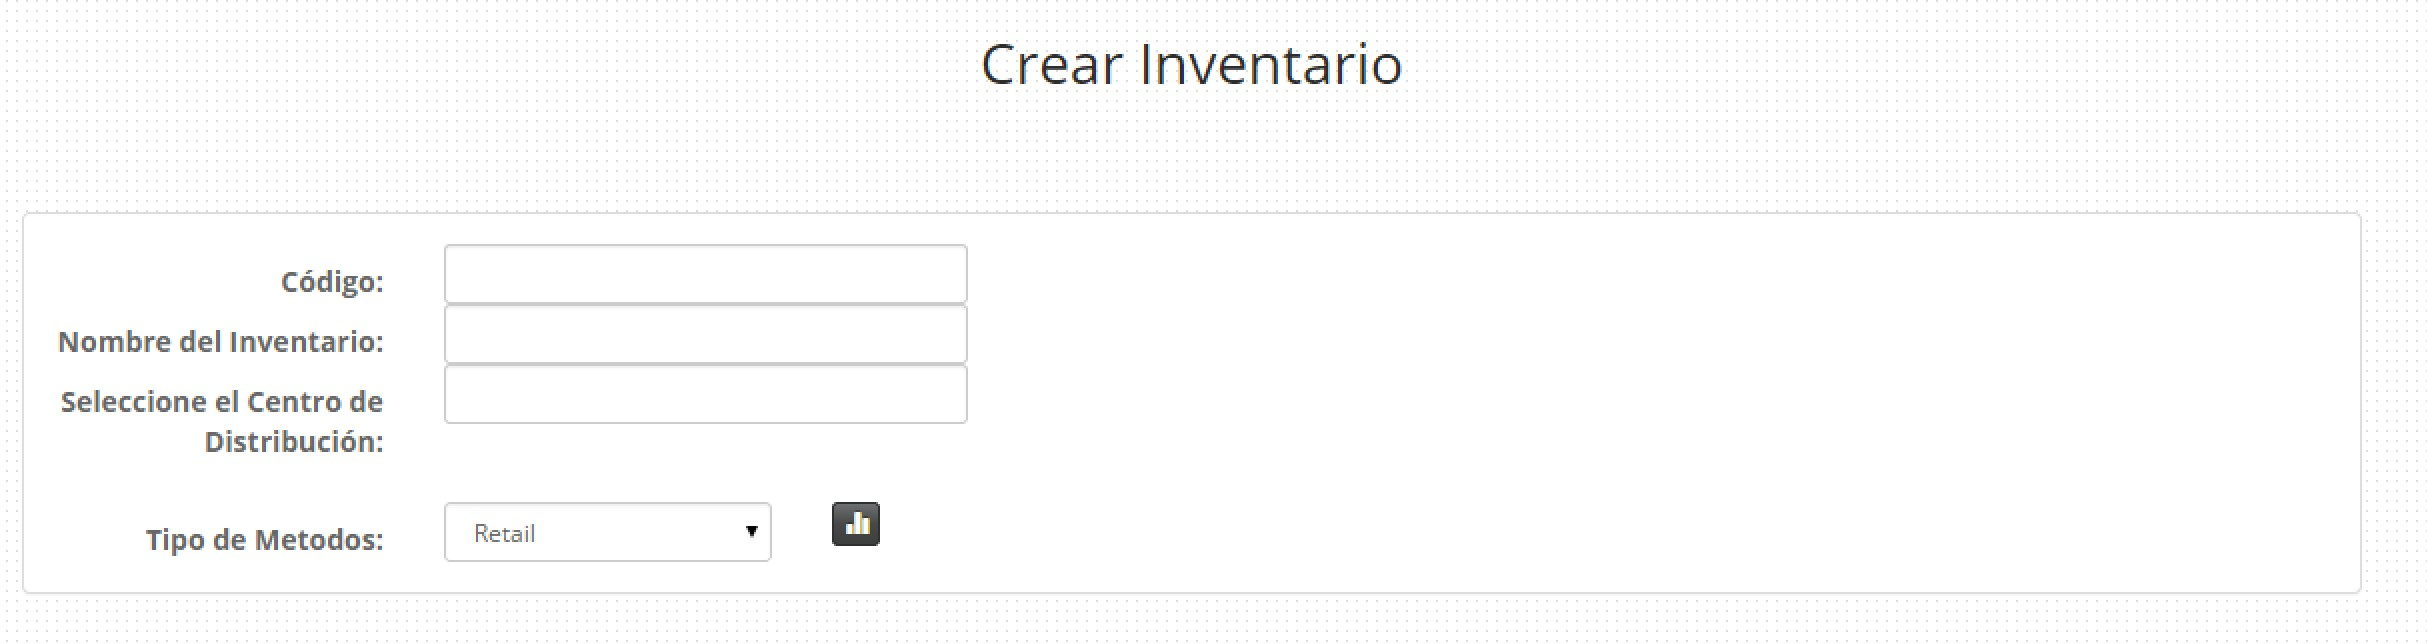 Crear Inventario
Código:
Nombre del Inventario:
Seleccione el Centro de
Distribución:
Tipo de Metodos:
Retail